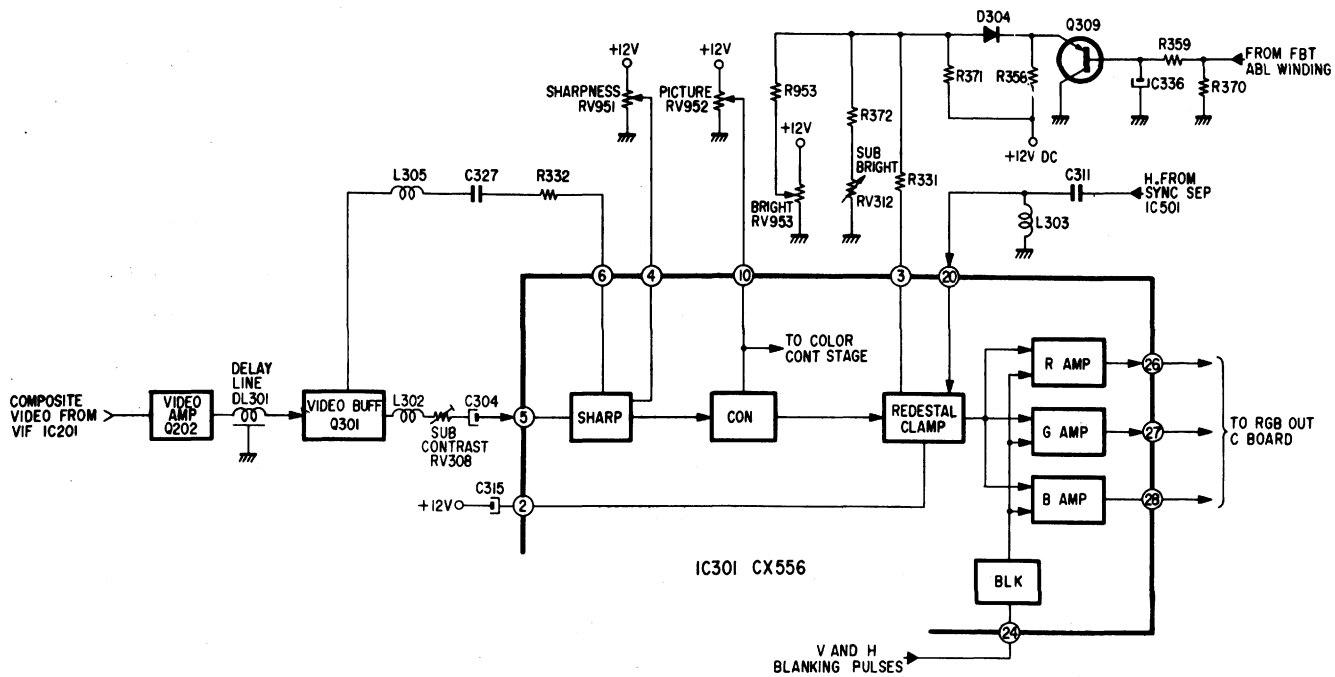 D304
Q309
+12V
+12V
R359
FROM FBT
ABL WINDING
SHARPNESS
RV951
PICTURE
RV952
R953
R371
R356
C336
R370
R372
+12V
+12V DC
L305
C327
R332
SUB
BRIGHT
RV312
BRIGHT
RV953
R331
C311
H. FROM
SYNC SEP
IC501
L303
6
4
10
3
20
TO COLOR
CONT STAGE
R AMP
26
DELAY
LINE
DL301
COMPOSITE
VIDEO FROM
VIF IC201
VIDEO
AMP
Q202
VIDEO BUFF
Q301
L302
C304
5
SHARP
CON
REDESTAL
CLAMP
G AMP
27
TO RGB OUT
C BOARD
SUB
CONTRAST
RV308
C315
+12V
2
B AMP
28
IC301 CX556
BLK
24
V AND H
BLANKING PULSES